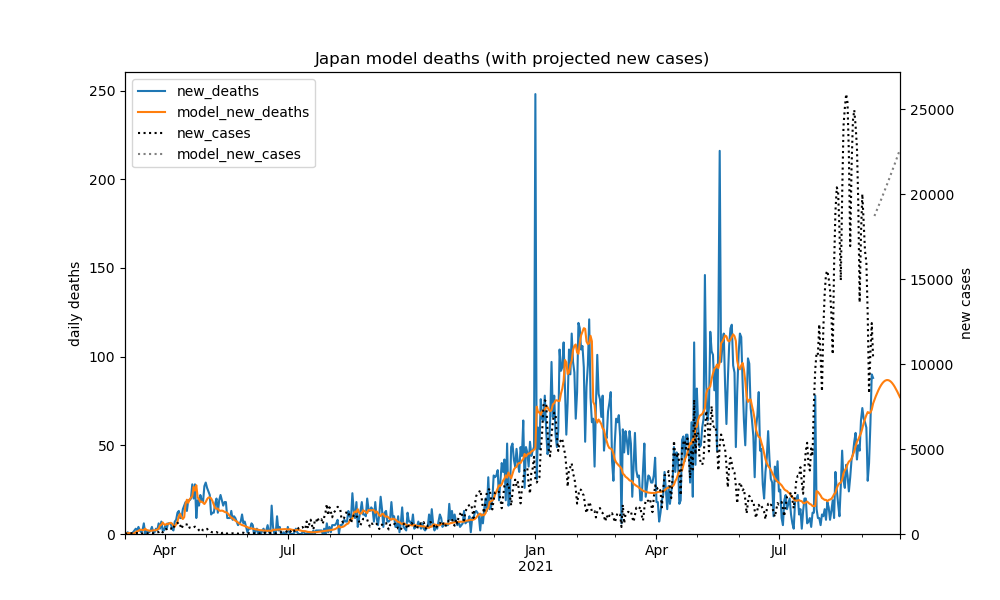 Japan model deaths (with projected new cases)
new_deaths
model_new_deaths
new_cases
model_new_cases
250
200
150
100
50
0
daily deaths
25000
20000
15000
10000
5000
0
new cases
Apr
Jul
Oct
Jan
2021
Apr
Jul